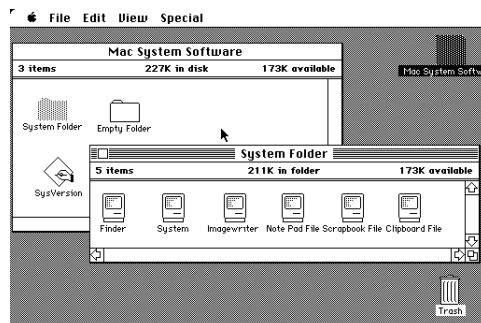 File Edit View Special
Mac System Software
3 items 227K in disk 173K available
Mac System Softw
System Folder Empty Folder
System Folder
5 items 211K in folder 173K available
SysVersion
Finder System Imagewriter Note Pad File Scrapbook File Clipboard File
Trash